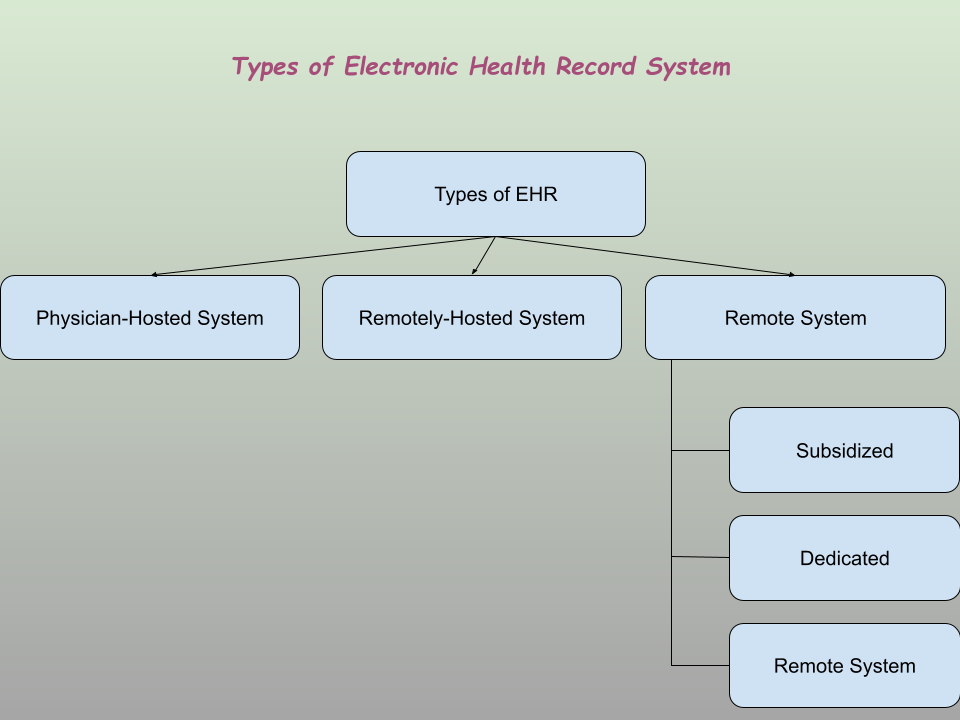 Types of Electronic Health Record System
Types of EHR
Physician-Hosted System
Remotely-Hosted System
Remote System
Subsidized
Dedicated
Remote System